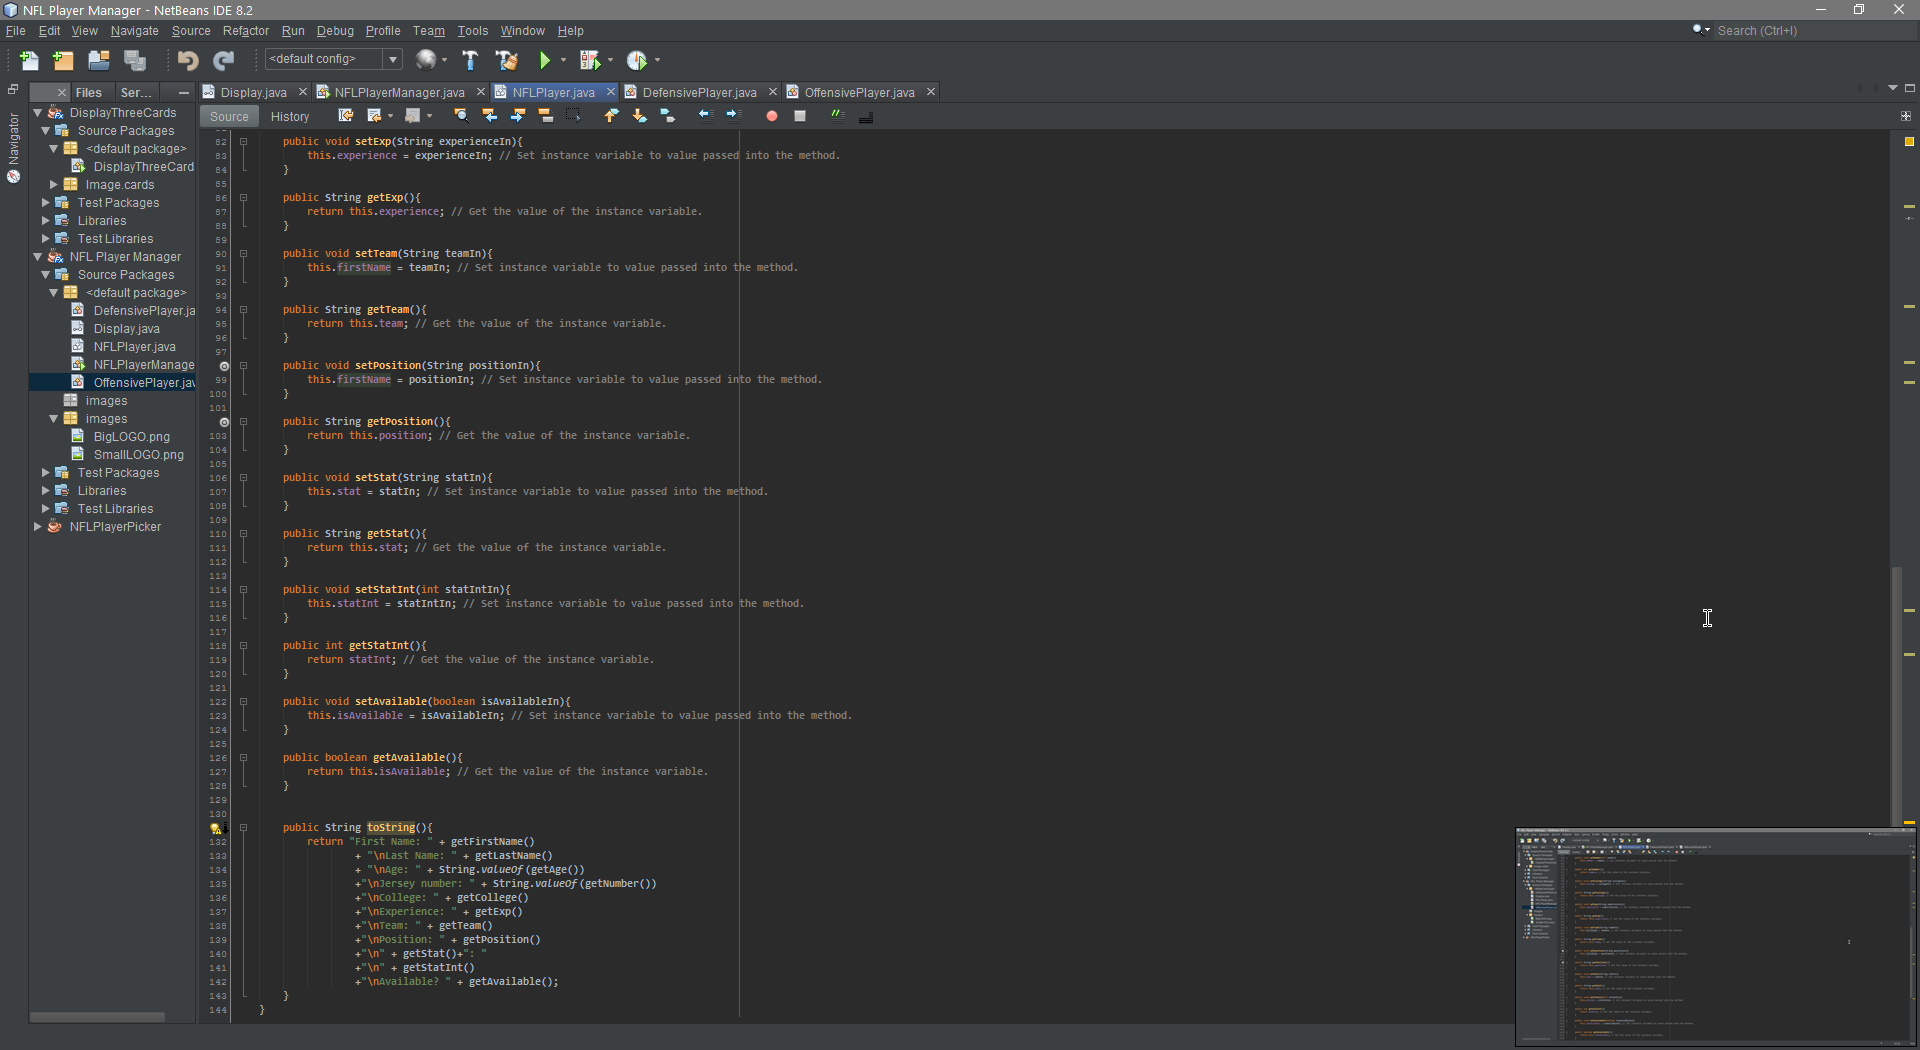 NFL Player Manager - NetBeans IDE 8.2
File Edit View Navigate Source Refactor Run Debug Profile Team Tools Window Help
Search (Ctrl+I)
<default config>
Files Ser...
Display.java NFLPlayerManager.java NFLPlayer.java DefensivePlayer.java OffensivePlayer.java
Source History
Navigator
DisplayThreeCards
Source Packages
<default package>
DisplayThreeCard
Image.cards
Test Packages
Libraries
Test Libraries
NFL Player Manager
Source Packages
<default package>
DefensivePlayer.ja
Display.java
NFLPlayer.java
NFLPlayerManage
OffensivePlayer.jav
images
images
BigLOGO.png
SmallLOGO.png
Test Packages
Libraries
Test Libraries
NFLPlayerPicker
82 public void setExp(String experienceIn){
83 this.experience = experienceIn; // Set instance variable to value passed into the method.
84 }
85
86 public String getExp(){
87 return this.experience; // Get the value of the instance variable.
88 }
89
90 public void setTeam(String teamIn){
91 this.firstName = teamIn; // Set instance variable to value passed into the method.
92 }
93
94 public String getTeam(){
95 return this.team; // Get the value of the instance variable.
96 }
97
public void setPosition(String positionIn){
99 this.firstName = positionIn; // Set instance variable to value passed into the method.
100 }
101
public String getPosition(){
103 return this.position; // Get the value of the instance variable.
104 }
105
106 public void setStat(String statIn){
107 this.stat = statIn; // Set instance variable to value passed into the method.
108 }
109
110 public String getStat(){
111 return this.stat; // Get the value of the instance variable.
112 }
113
114 public void setStatInt(int statIntIn){
115 this.statInt = statIntIn; // Set instance variable to value passed into the method.
116 }
117
118 public int getStatInt(){
119 return statInt; // Get the value of the instance variable.
120 }
121
122 public void setAvailable(boolean isAvailableIn){
123 this.isAvailable = isAvailableIn; // Set instance variable to value passed into the method.
124 }
125
126 public boolean getAvailable(){
127 return this.isAvailable; // Get the value of the instance variable.
128 }
129
130
public String toString(){
132 return "First Name: " + getFirstName()
133 + "\nLast Name: " + getLastName()
134 + "\nAge: " + String.valueOf(getAge())
135 +"\nJersey number: " + String.valueOf(getNumber())
136 +"\nCollege: " + getCollege()
137 +"\nExperience: " + getExp()
138 +"\nTeam: " + getTeam()
139 +"\nPosition: " + getPosition()
140 +"\n" + getStat()+": "
141 +"\n" + getStatInt()
142 +"\nAvailable? " + getAvailable();
143 }
144 }